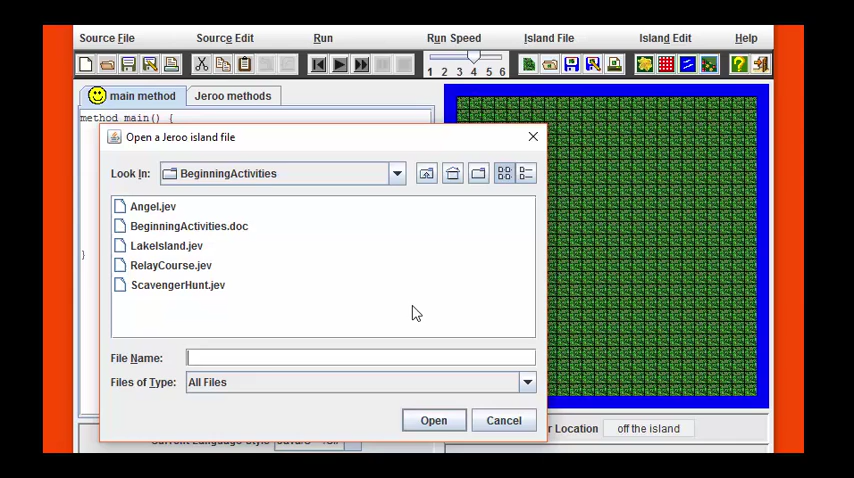 Source File Source Edit Run Run Speed Island File Island Edit Help
1 2 3 4 5 6
main method Jeroo methods
method main() {
Open a Jeroo island file
Look In: BeginningActivities
Angel.jev
BeginningActivities.doc
LakeIsland.jev
RelayCourse.jev
ScavengerHunt.jev
}
File Name:
Files of Type: All Files
Open Cancel
Location off the island
Current Language Style